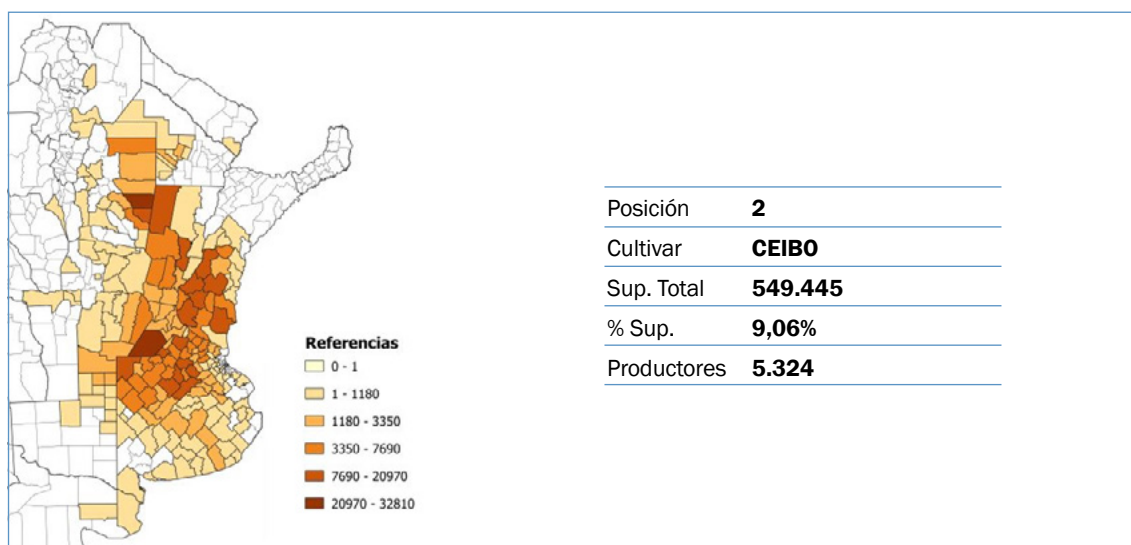 Referencias
0 - 1
1 - 1180
1180 - 3350
3350 - 7690
7690 - 20970
20970 - 32810
Posición 2
Cultivar CEIBO
Sup. Total 549.445
% Sup. 9,06%
Productores 5.324